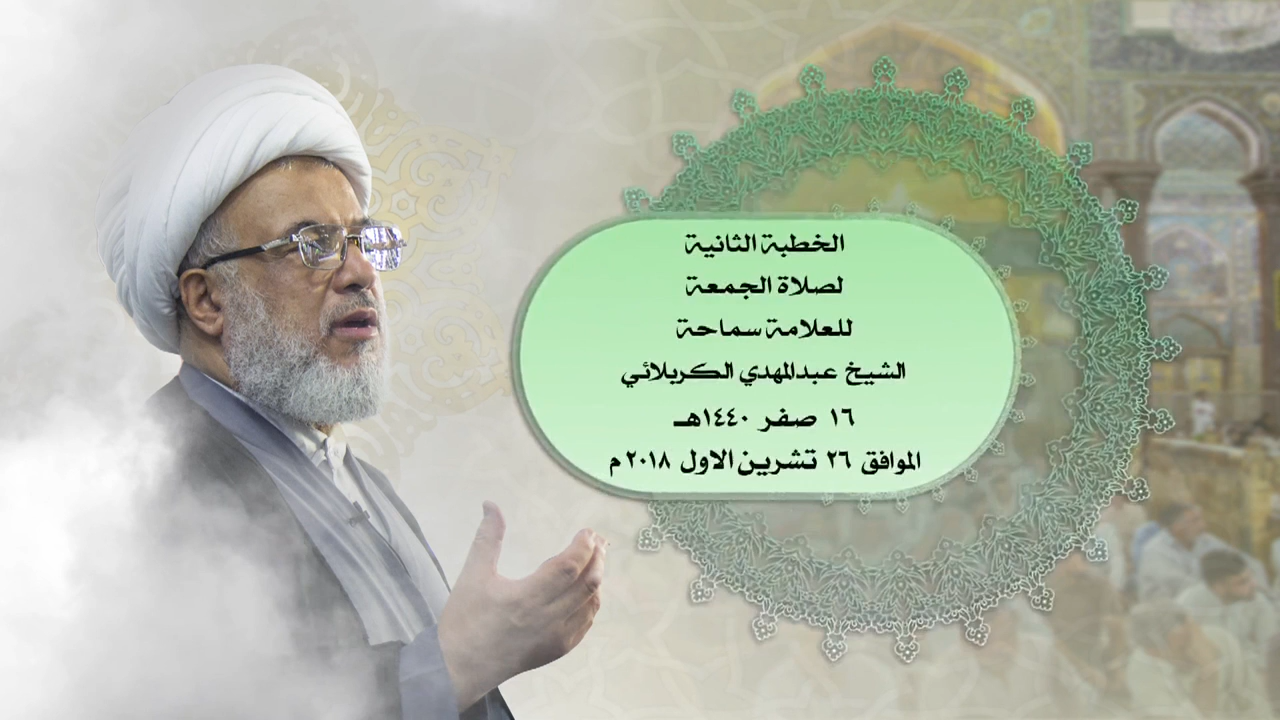 الخطبة الثانية
لصلاة الجمعة
للعلامة سماحة
الشيخ عبدالمهدي الكربلائي
١٦ صفر ١٤٤٠هـ
الموافق ٢٦ تشرين الاول ٢٠١٨ م